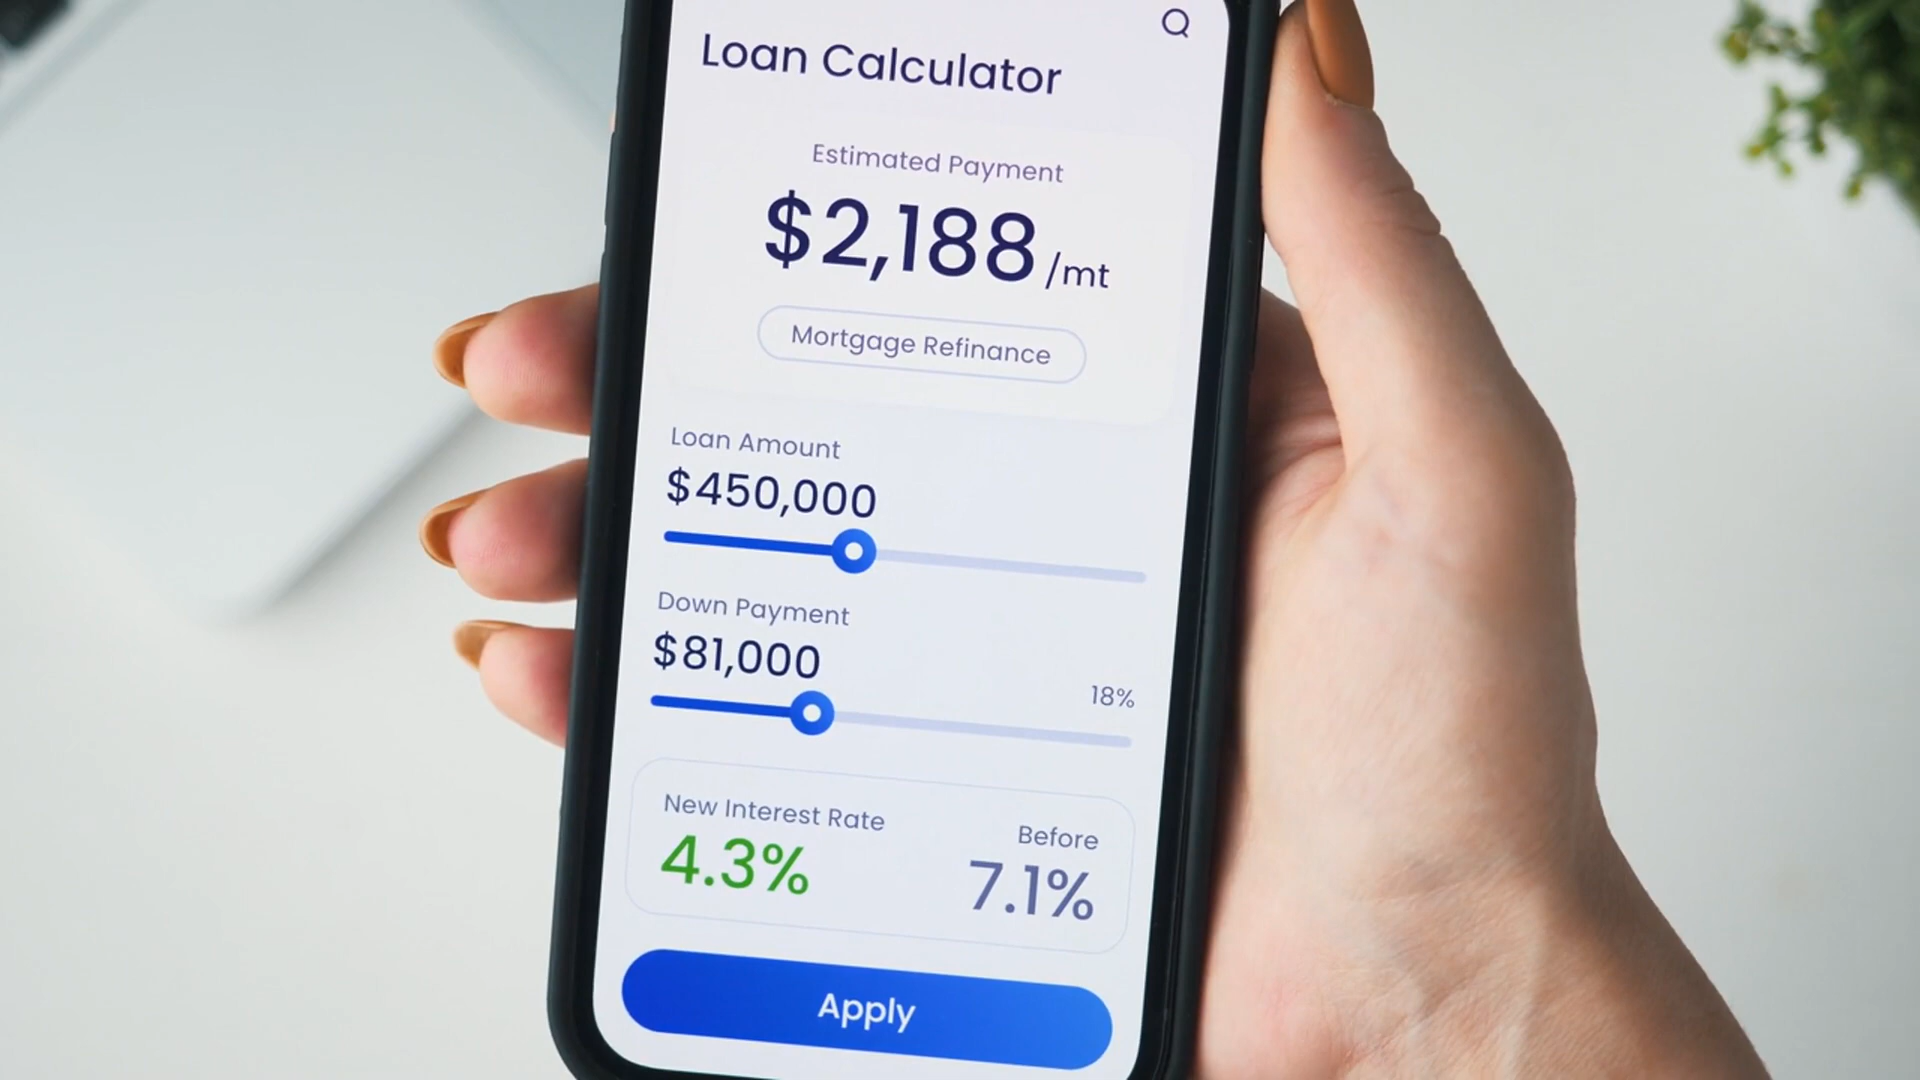 Loan Calculator
Estimated Payment
$2,188 /mt
Mortgage Refinance
Loan Amount
$450,000
Down Payment
$81,000
18%
New Interest Rate
Before
4.3%
7.1%
Apply